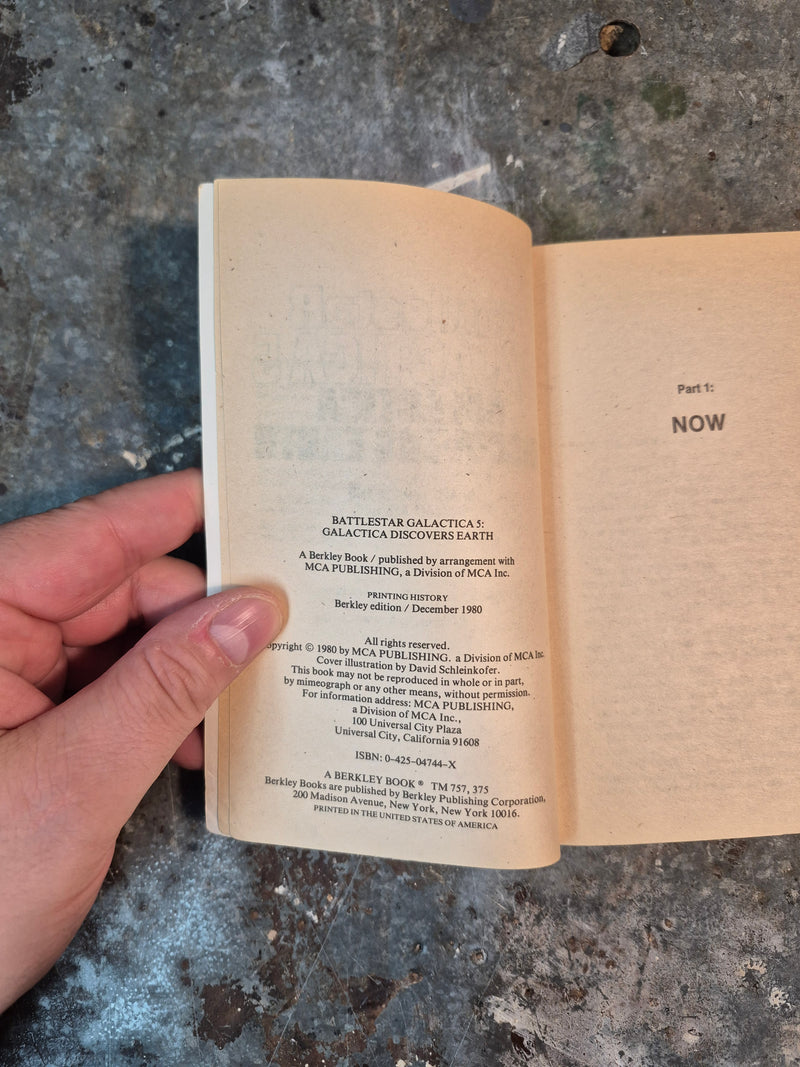 BATTLESTAR GALACTICA 5:
GALACTICA DISCOVERS EARTH
A Berkley Book / published by arrangement with
MCA PUBLISHING, a Division of MCA Inc.
PRINTING HISTORY
Berkley edition / December 1980
All rights reserved.
opyright © 1980 by MCA PUBLISHING. a Division of MCA Inc.
Cover illustration by David Schleinkofer.
This book may not be reproduced in whole or in part,
by mimeograph or any other means, without permission.
For information address: MCA PUBLISHING,
a Division of MCA Inc.,
100 Universal City Plaza
Universal City, California 91608
ISBN: 0-425-04744-X
A BERKLEY BOOK ® TM 757, 375
Berkley Books are published by Berkley Publishing Corporation,
200 Madison Avenue, New York, New York 10016.
PRINTED IN THE UNITED STATES OF AMERICA
Part 1:
NOW